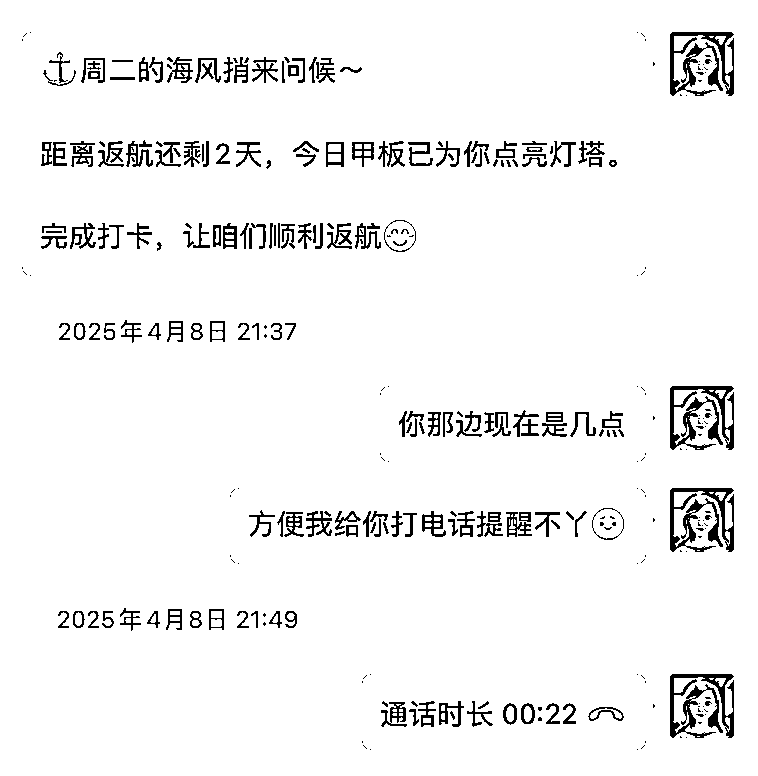 ⚓周二的海风捎来问候～
距离返航还剩2天，今日甲板已为你点亮灯塔。
完成打卡，让咱们顺利返航😊
2025年4月8日 21:37
你那边现在是几点
方便我给你打电话提醒不丫☺
2025年4月8日 21:49
通话时长 00:22